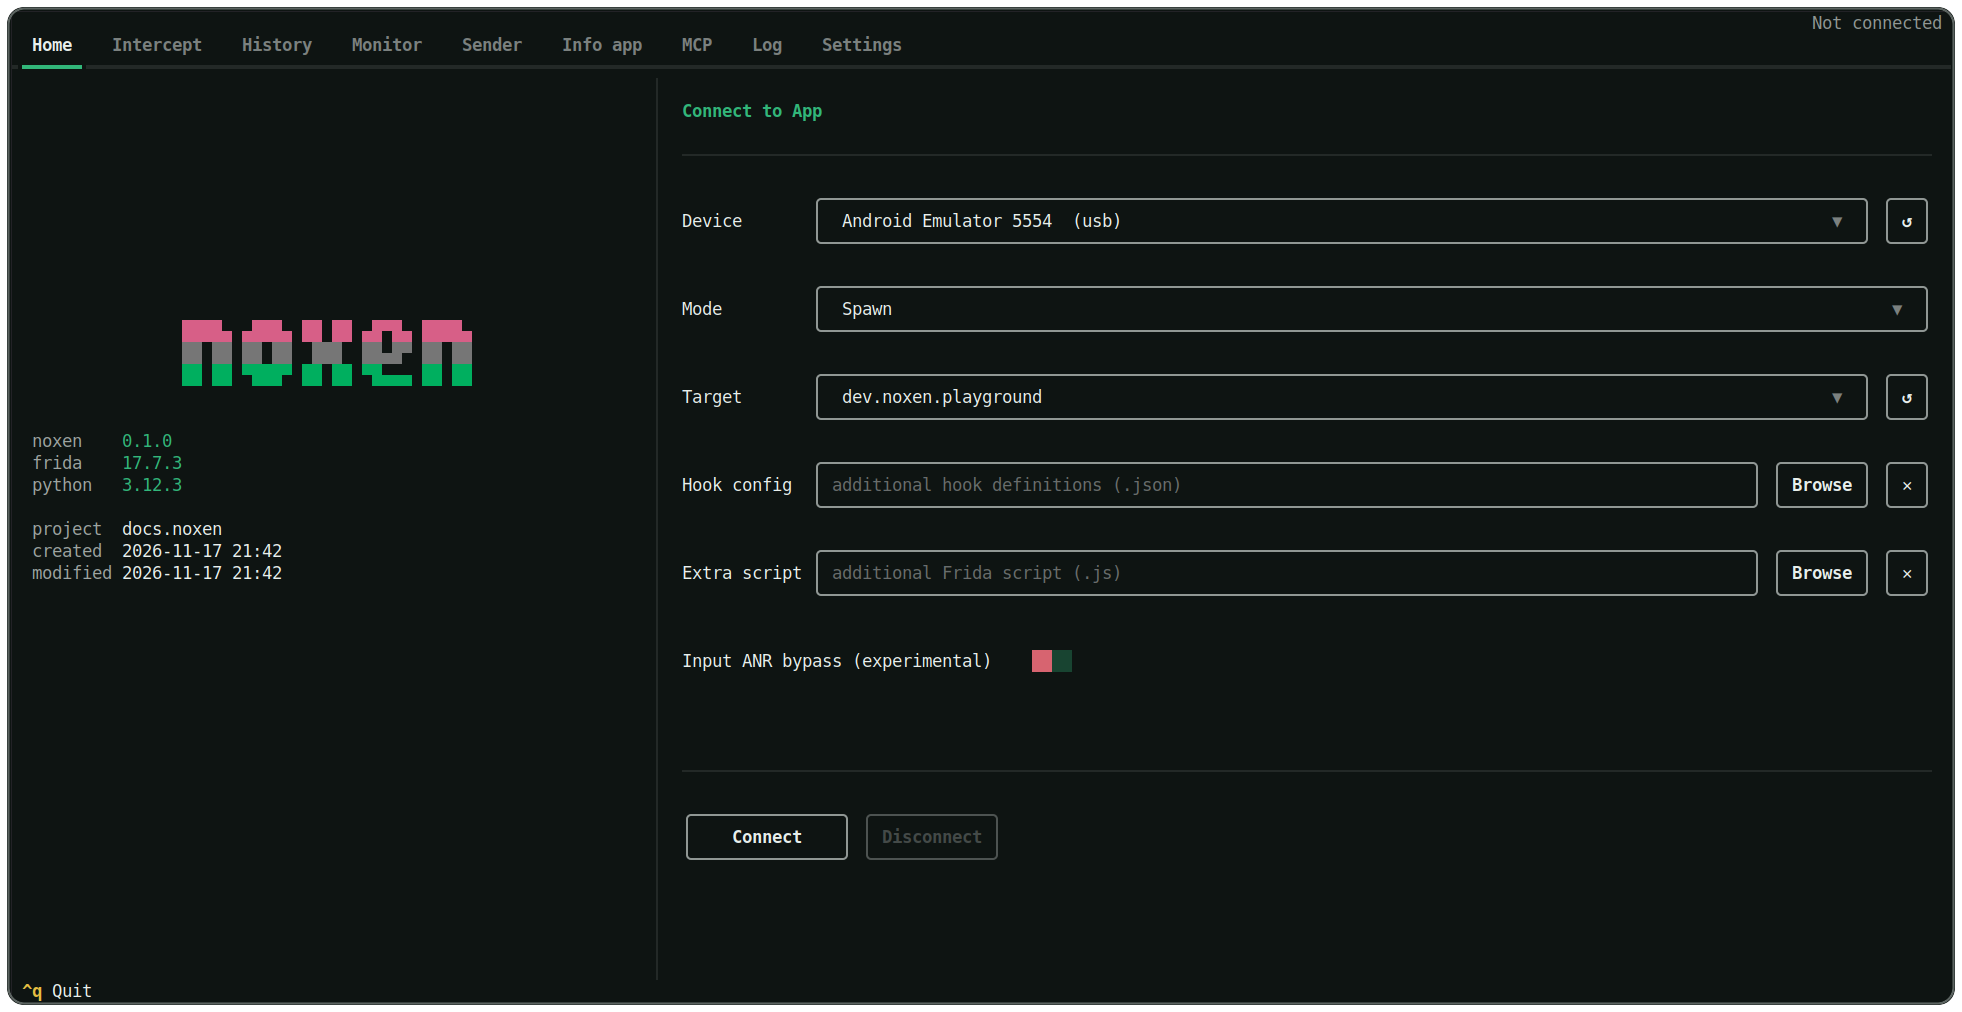 Not connected
Home Intercept History Monitor Sender Info app MCP Log Settings
noxen
noxen 0.1.0
frida 17.7.3
python 3.12.3
project docs.noxen
created 2026-11-17 21:42
modified 2026-11-17 21:42
Connect to App
Device Android Emulator 5554 (usb) ▼ ↺
Mode Spawn ▼
Target dev.noxen.playground ▼ ↺
Hook config additional hook definitions (.json) Browse ✕
Extra script additional Frida script (.js) Browse ✕
Input ANR bypass (experimental)
Connect Disconnect
^q Quit